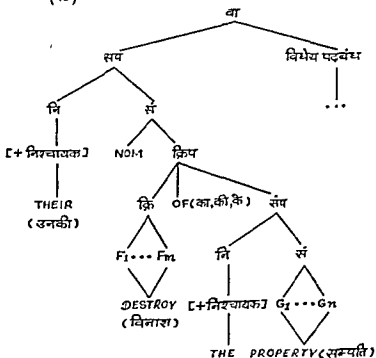 वा
सप विधेय पदबंध
नि सं ...
[+निश्चायक] NOM क्रिप
THEIR क्रि OF(का,की,के) संप
(उनकी)
F1...Fm नि सं
DESTROY [+निश्चायक] G1...Gn
(विनाश)
THE PROPERTY(सम्पति)